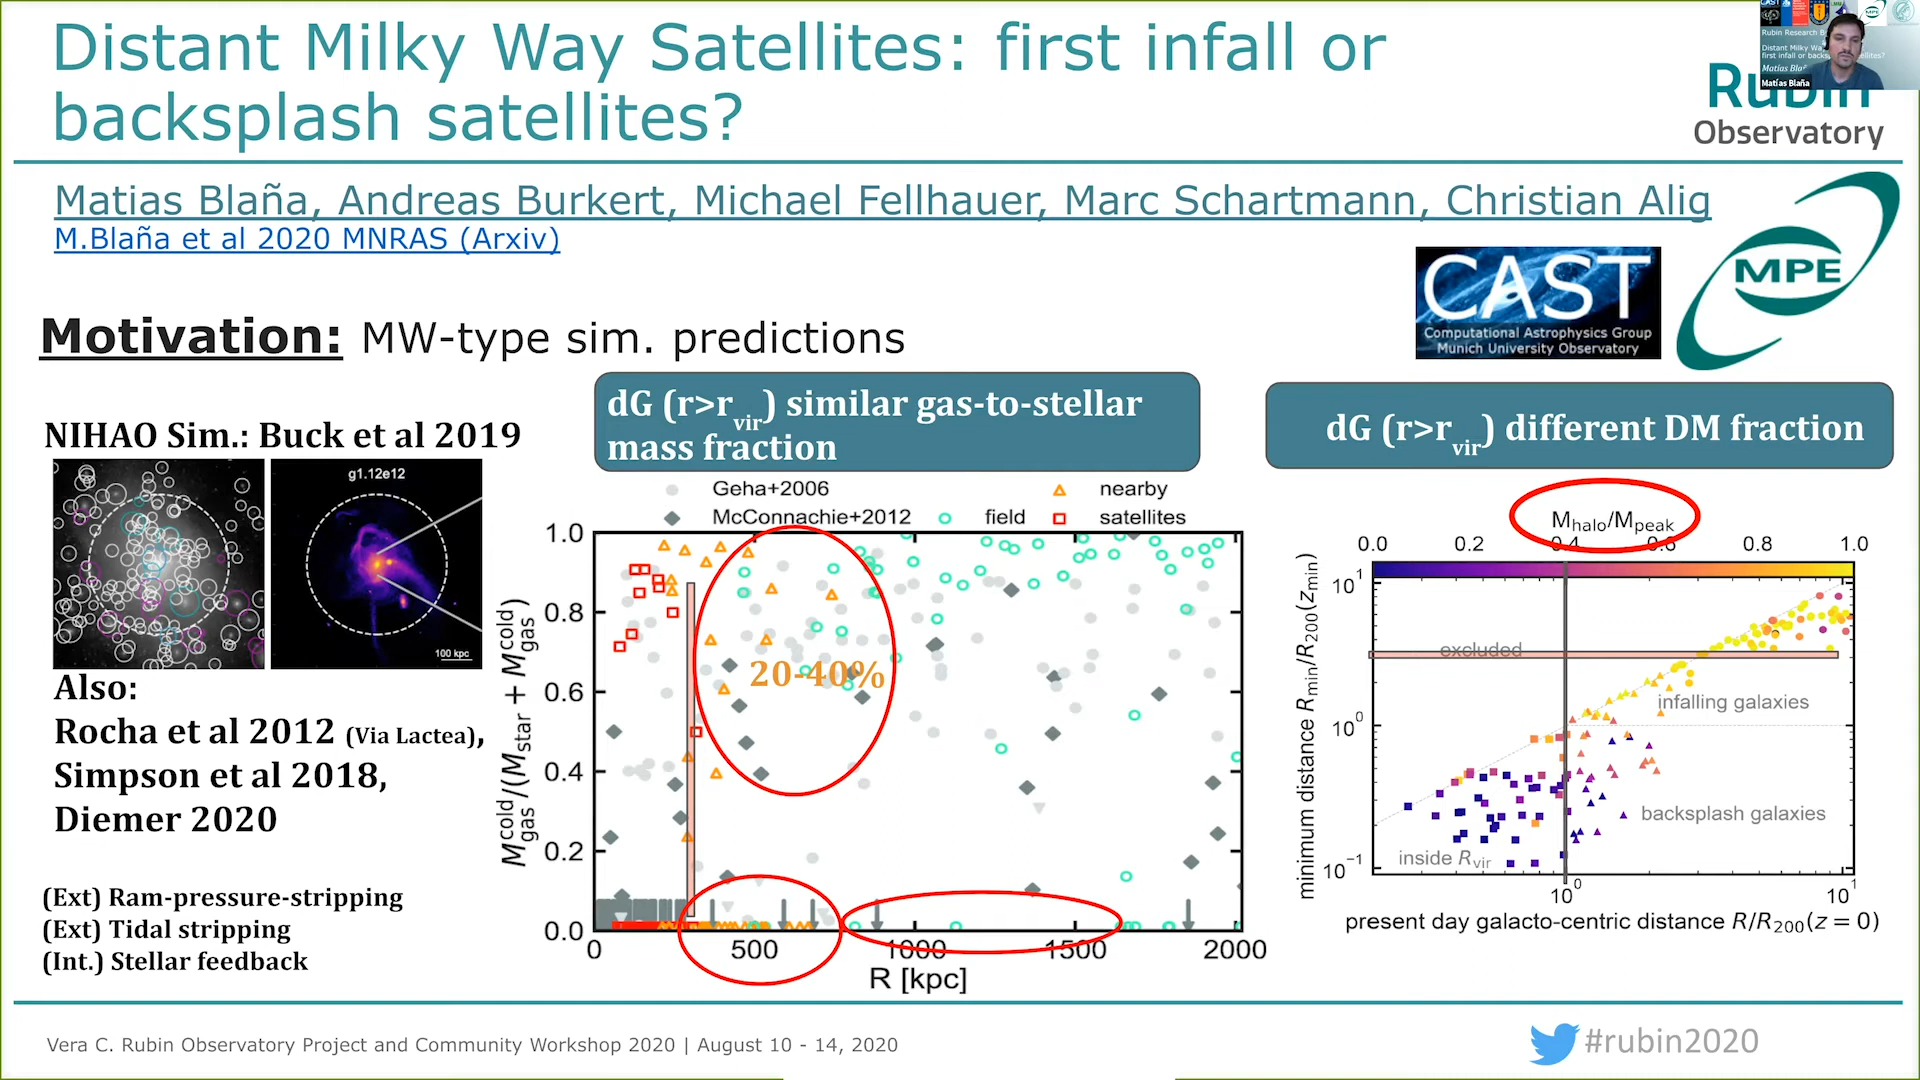 Distant Milky Way Satellites: first infall or
backsplash satellites?
Rubin
Observatory
Matías Blaña
Matias Blaña, Andreas Burkert, Michael Fellhauer, Marc Schartmann, Christian Alig
M.Blaña et al 2020 MNRAS (Arxiv)
CAST
Computational Astrophysics Group
Munich University Observatory
MPE
Motivation: MW-type sim. predictions
NIHAO Sim.: Buck et al 2019
g1.12e12
100 kpc
Also:
Rocha et al 2012 (Via Lactea),
Simpson et al 2018,
Diemer 2020
(Ext) Ram-pressure-stripping
(Ext) Tidal stripping
(Int.) Stellar feedback
dG (r>r_vir) similar gas-to-stellar
mass fraction
Geha+2006
nearby
McConnachie+2012
field
satellites
1.0
0.8
0.6
0.4
0.2
0.0
M_gas^cold/(M_star + M_gas^cold)
20-40%
0 500 1000 1500 2000
R [kpc]
dG (r>r_vir) different DM fraction
M_halo/M_peak
0.0 0.2 0.4 0.6 0.8 1.0
minimum distance R_min/R_200(z_min)
10^1
10^0
10^-1
excluded
infalling galaxies
backsplash galaxies
inside R_vir
10^0 10^1
present day galacto-centric distance R/R_200(z = 0)
Vera C. Rubin Observatory Project and Community Workshop 2020 | August 10 - 14, 2020
#rubin2020